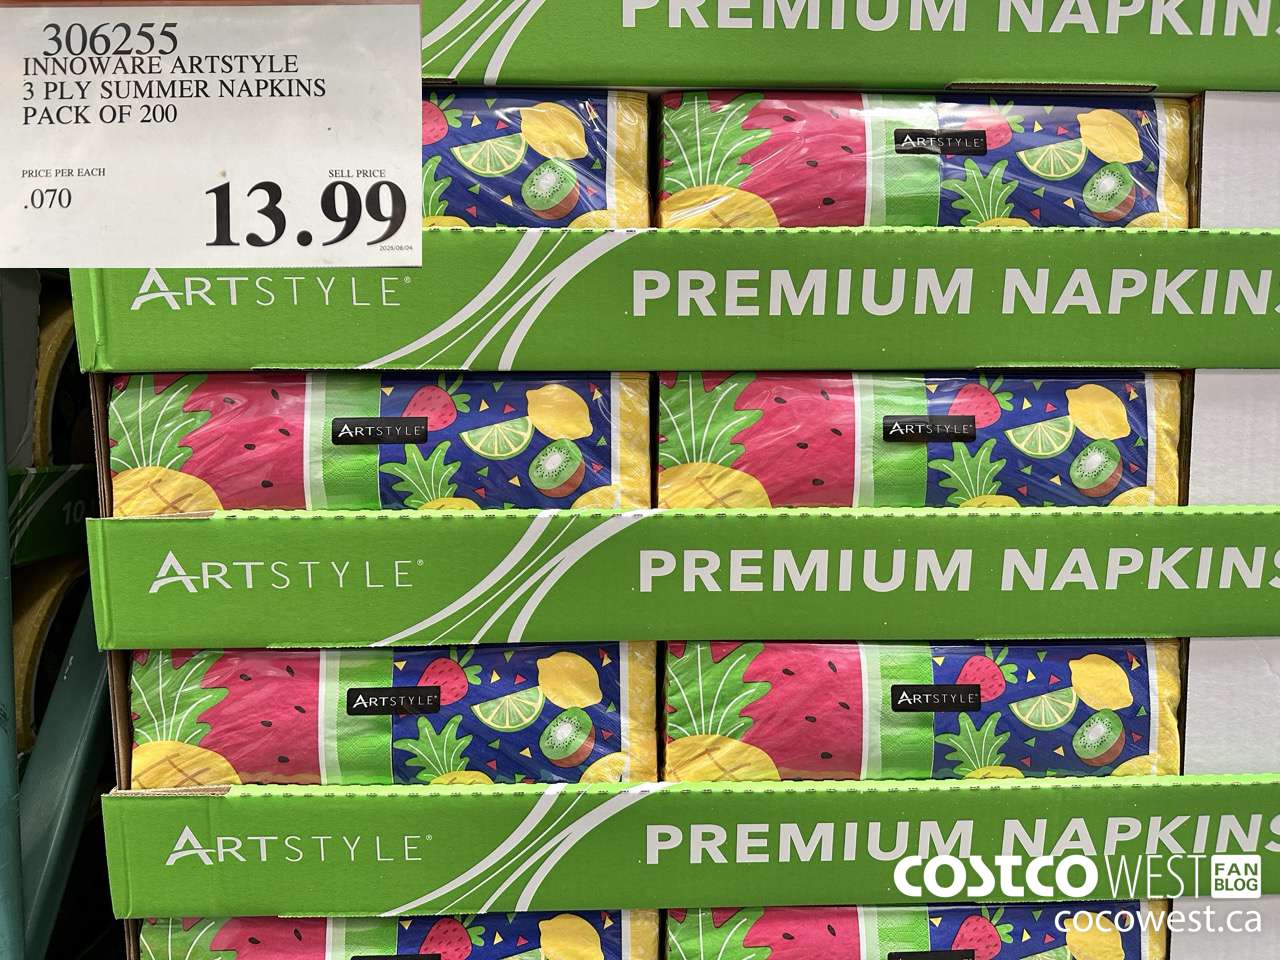 306255
INNOWARE ARTSTYLE
3 PLY SUMMER NAPKINS
PACK OF 200
PRICE PER EACH
.070
SELL PRICE
13.99
PREMIUM NAPKIN
ARTSTYLE
ARTSTYLE® PREMIUM NAPKINS
ARTSTYLE ARTSTYLE
10
ARTSTYLE® PREMIUM NAPKINS
ARTSTYLE ARTSTYLE
ARTSTYLE® PREMIUM NAPKINS
COSTCO WEST FAN BLOG
cocowest.ca